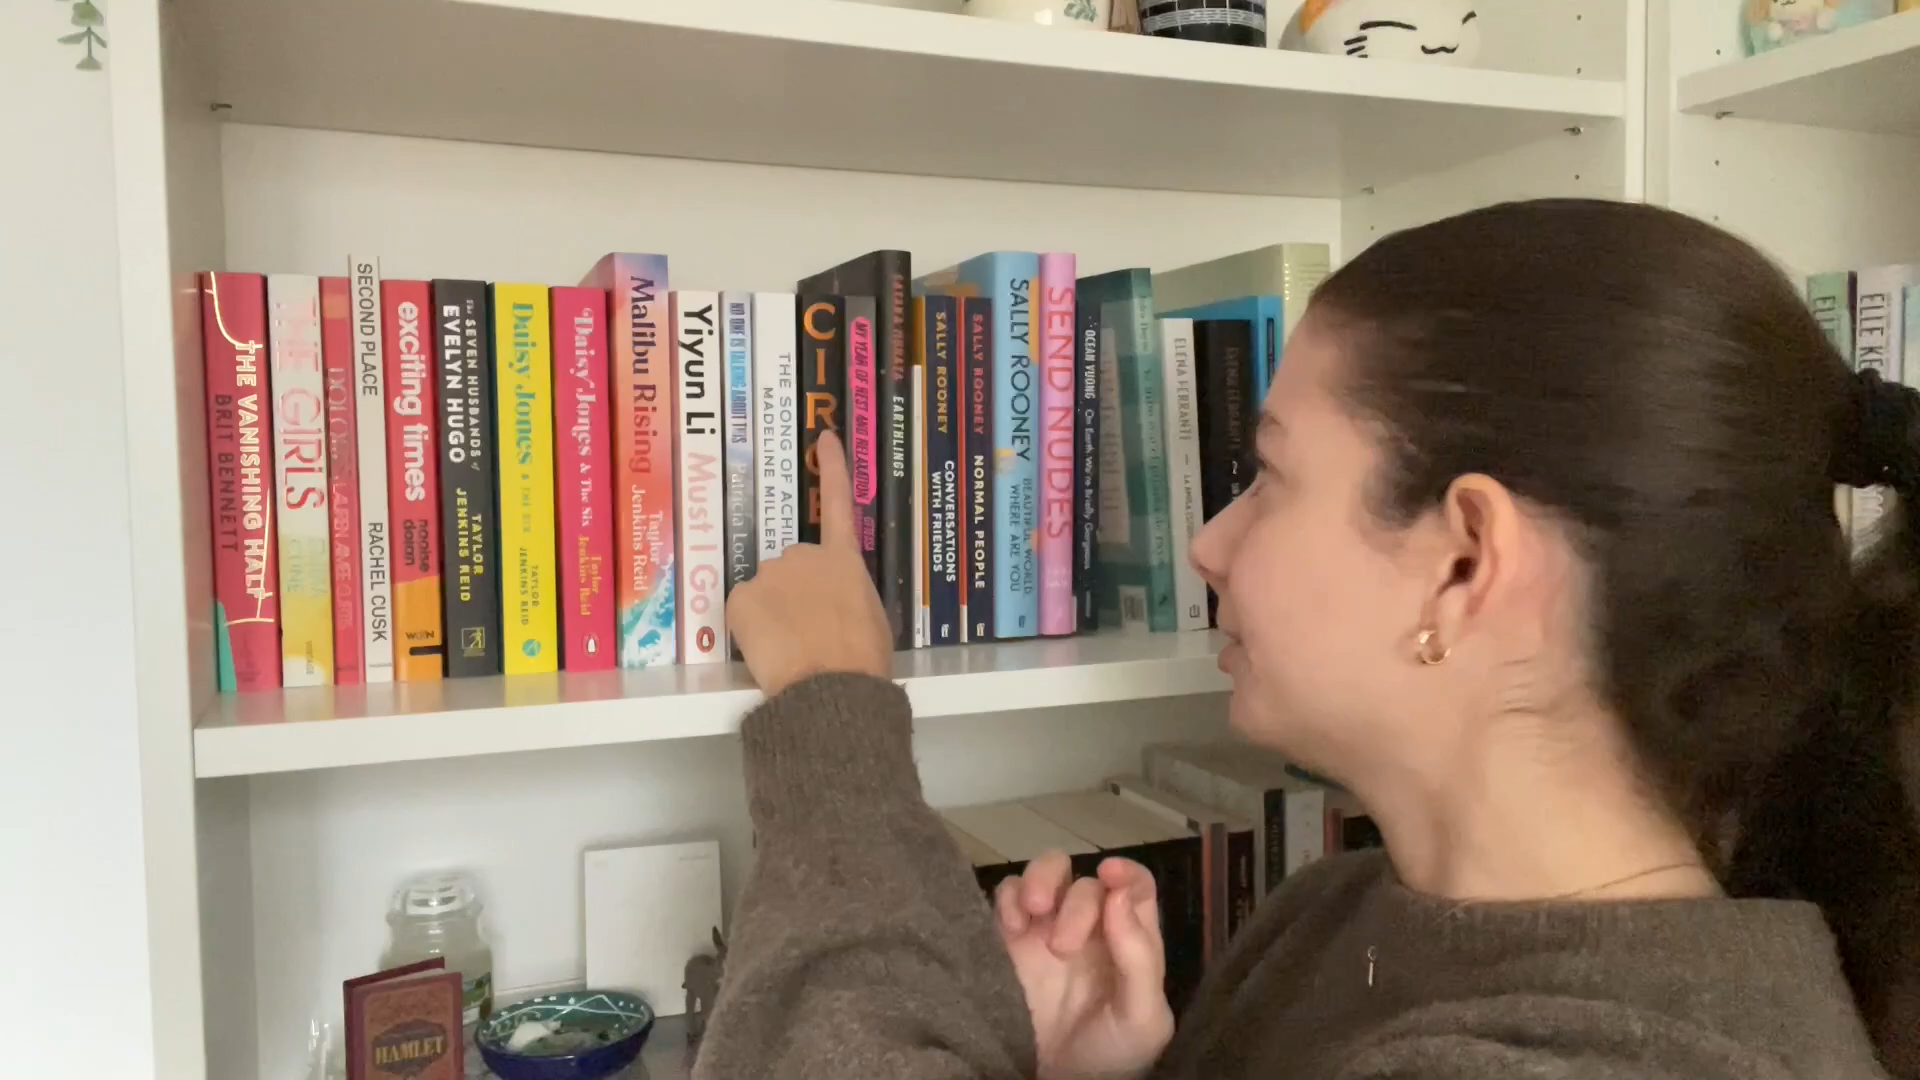 THE VANISHING HALF
BRIT BENNETT
THE GIRLS
CLINE
SECOND PLACE
RACHEL CUSK
exciting times
naoise
dolan
THE SEVEN HUSBANDS of
EVELYN HUGO
TAYLOR
JENKINS REID
Daisy Jones & THE SIX
TAYLOR
JENKINS REID
Daisy Jones & The Six
Taylor
Jenkins Reid
Malibu Rising
Taylor
Jenkins Reid
Yiyun Li Must I Go
NO ONE IS TALKING ABOUT THIS
Patricia Lockw
THE SONG OF ACHIL
MADELINE MILLER
CIRCE
MY YEAR OF REST AND RELAXATION
SAYAKA MURATA EARTHLINGS
SALLY ROONEY
CONVERSATIONS
WITH FRIENDS
SALLY ROONEY NORMAL PEOPLE
SALLY ROONEY
BEAUTIFUL WORLD,
WHERE ARE YOU
SEND NUDES
OCEAN VUONG On Earth We're Briefly Gorgeous
ELENA FERRANTE
HAMLET